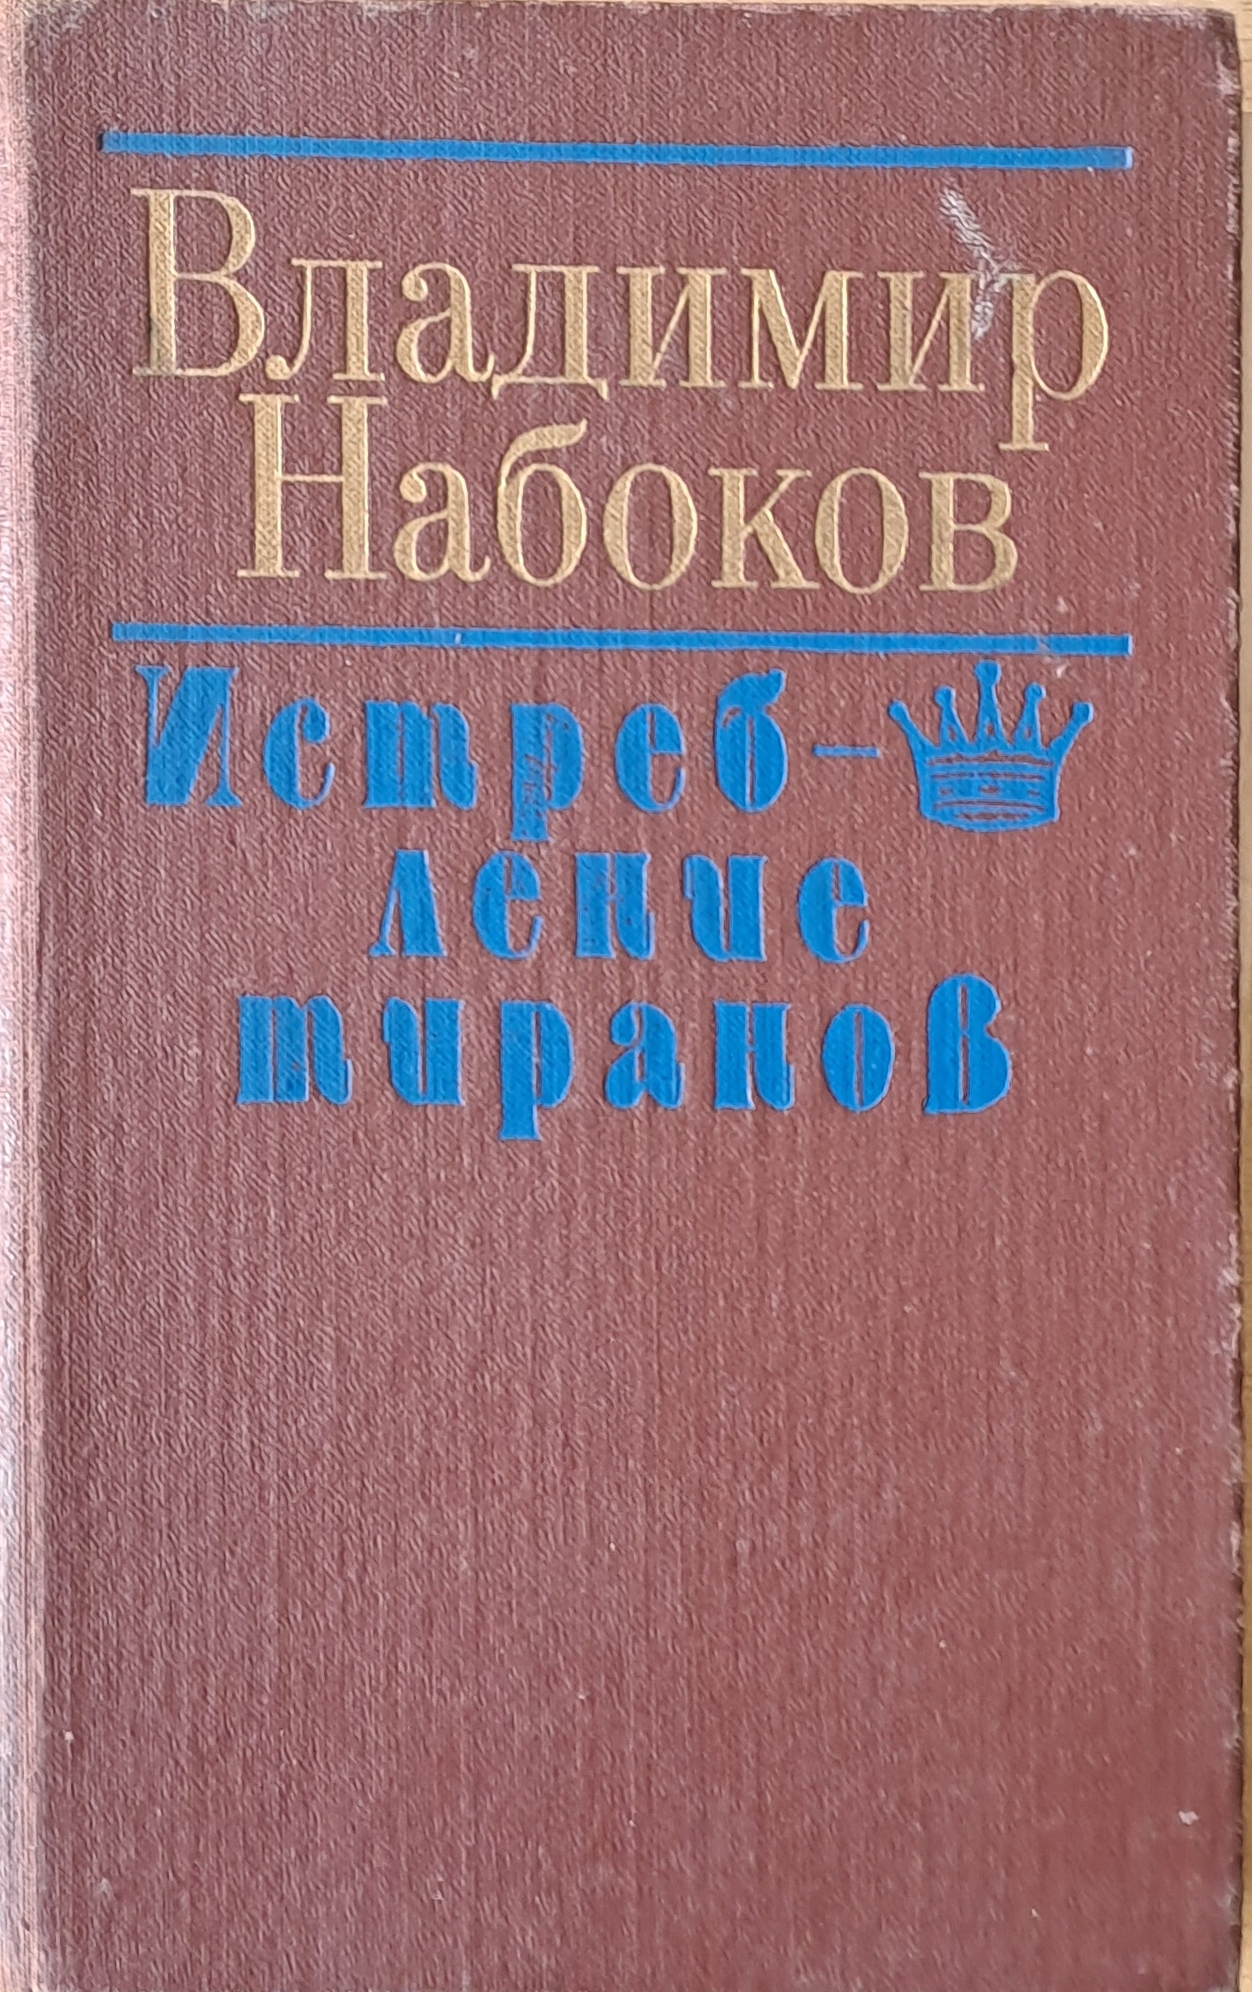 Владимир
Набоков
Истреб-
ление
тиранов